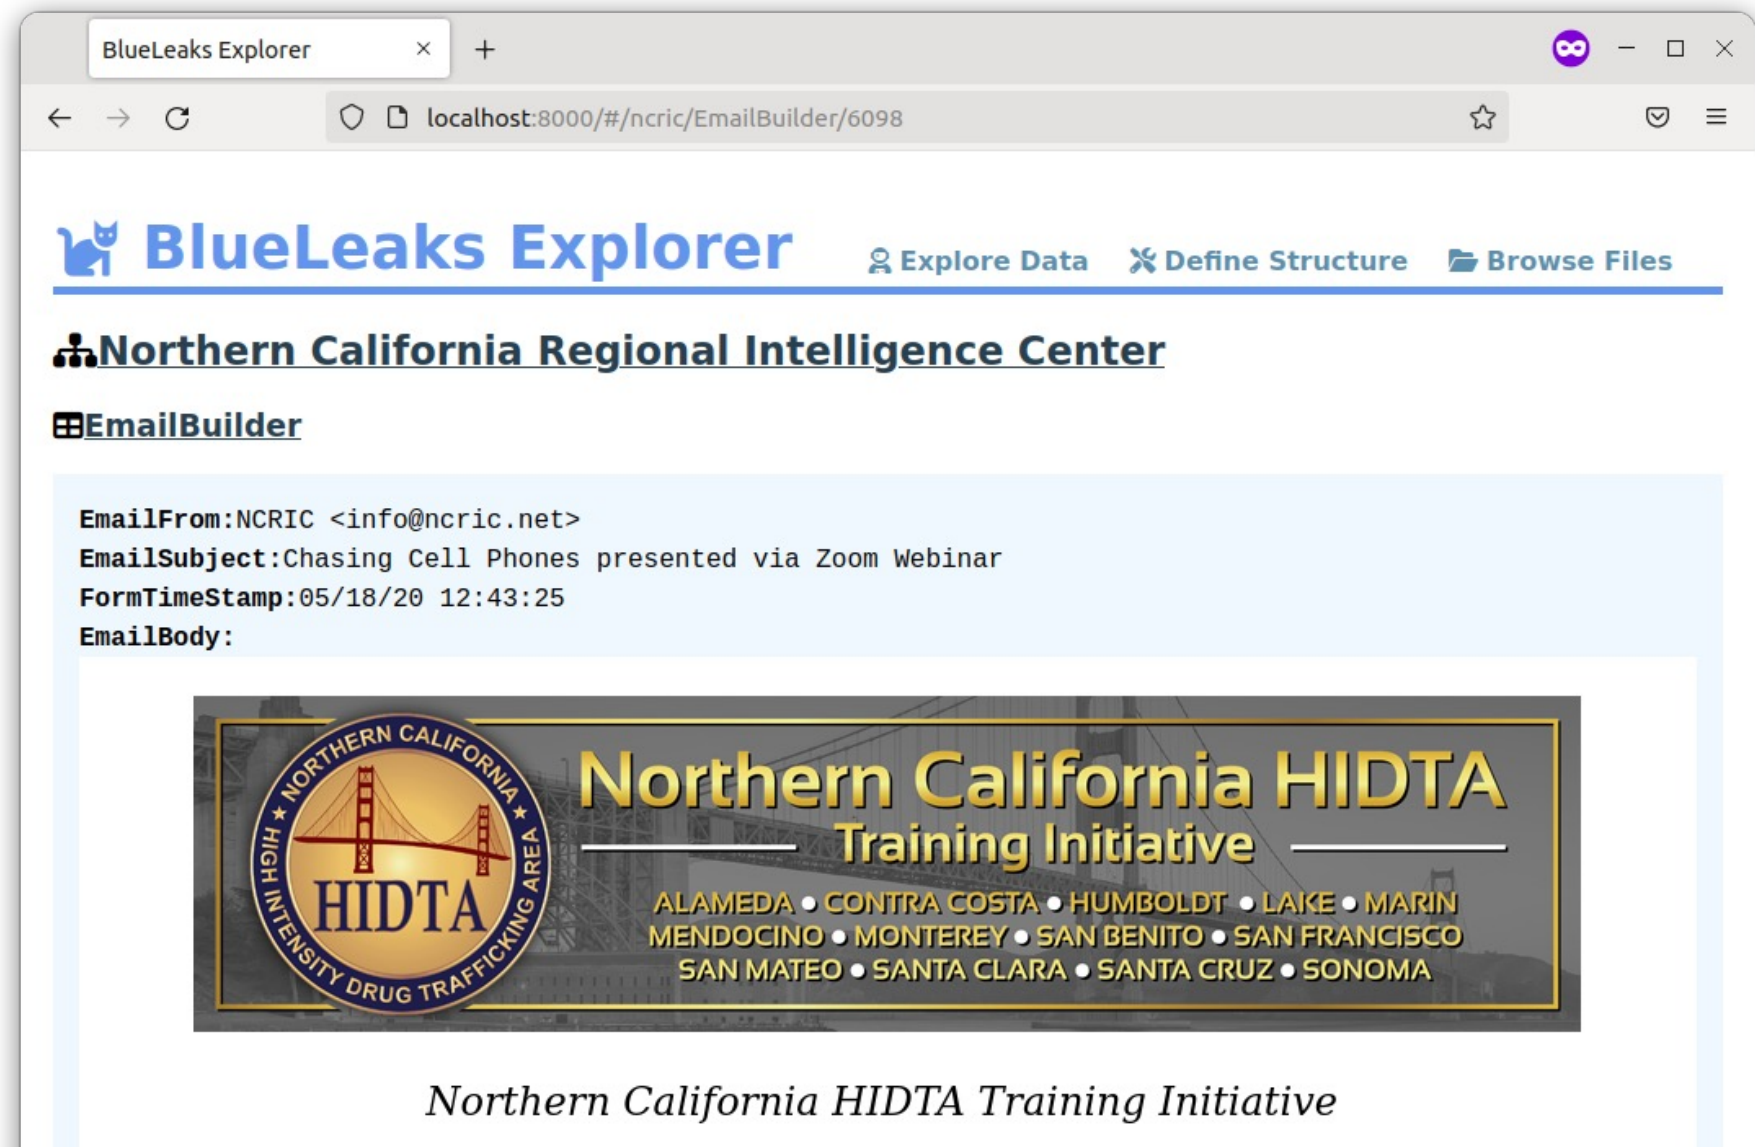 BlueLeaks Explorer
localhost:8000/#/ncric/EmailBuilder/6098
BlueLeaks Explorer
Explore Data
Define Structure
Browse Files
Northern California Regional Intelligence Center
EmailBuilder
EmailFrom:NCRIC <info@ncric.net>
EmailSubject:Chasing Cell Phones presented via Zoom Webinar
FormTimeStamp:05/18/20 12:43:25
EmailBody:
NORTHERN CALIFORNIA
HIGH INTENSITY DRUG TRAFFICKING AREA
HIDTA
Northern California HIDTA
Training Initiative
ALAMEDA • CONTRA COSTA • HUMBOLDT • LAKE • MARIN
MENDOCINO • MONTEREY • SAN BENITO • SAN FRANCISCO
SAN MATEO • SANTA CLARA • SANTA CRUZ • SONOMA
Northern California HIDTA Training Initiative